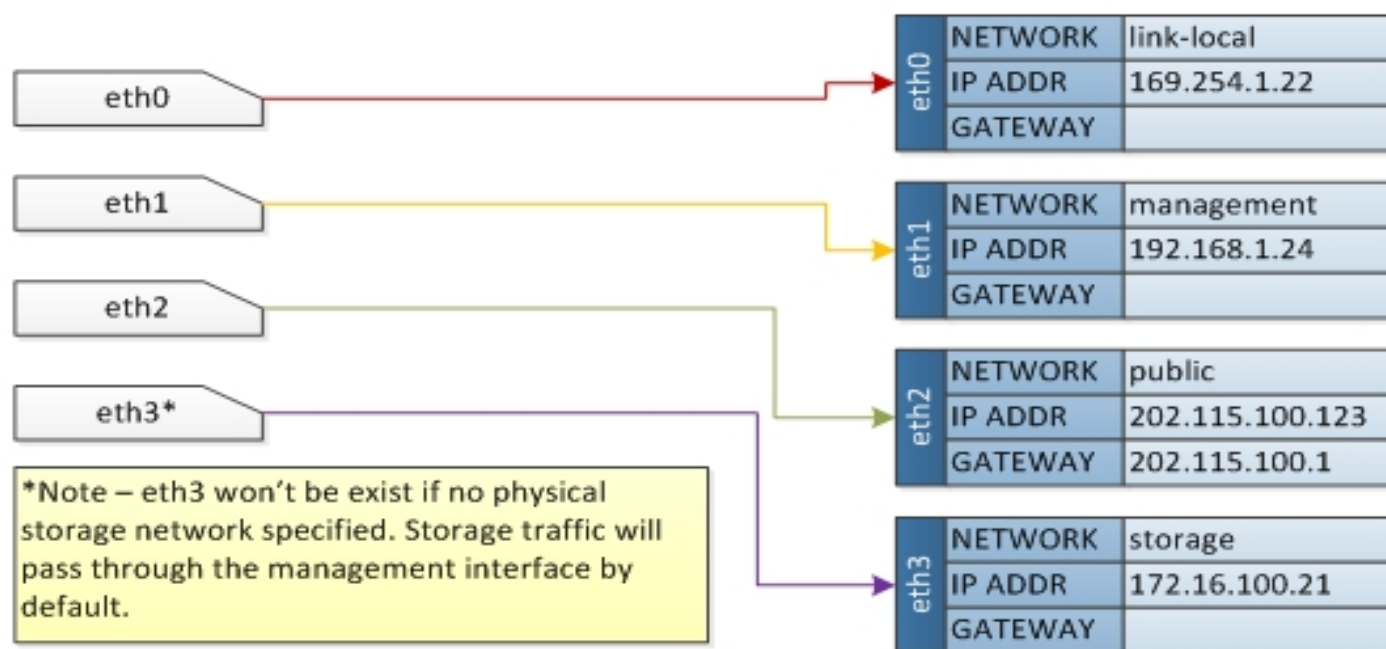 eth0
eth1
eth2
eth3*
*Note – eth3 won't be exist if no physical
storage network specified. Storage traffic will
pass through the management interface by
default.
eth0
NETWORK link-local
IP ADDR 169.254.1.22
GATEWAY
eth1
NETWORK management
IP ADDR 192.168.1.24
GATEWAY
eth2
NETWORK public
IP ADDR 202.115.100.123
GATEWAY 202.115.100.1
eth3
NETWORK storage
IP ADDR 172.16.100.21
GATEWAY